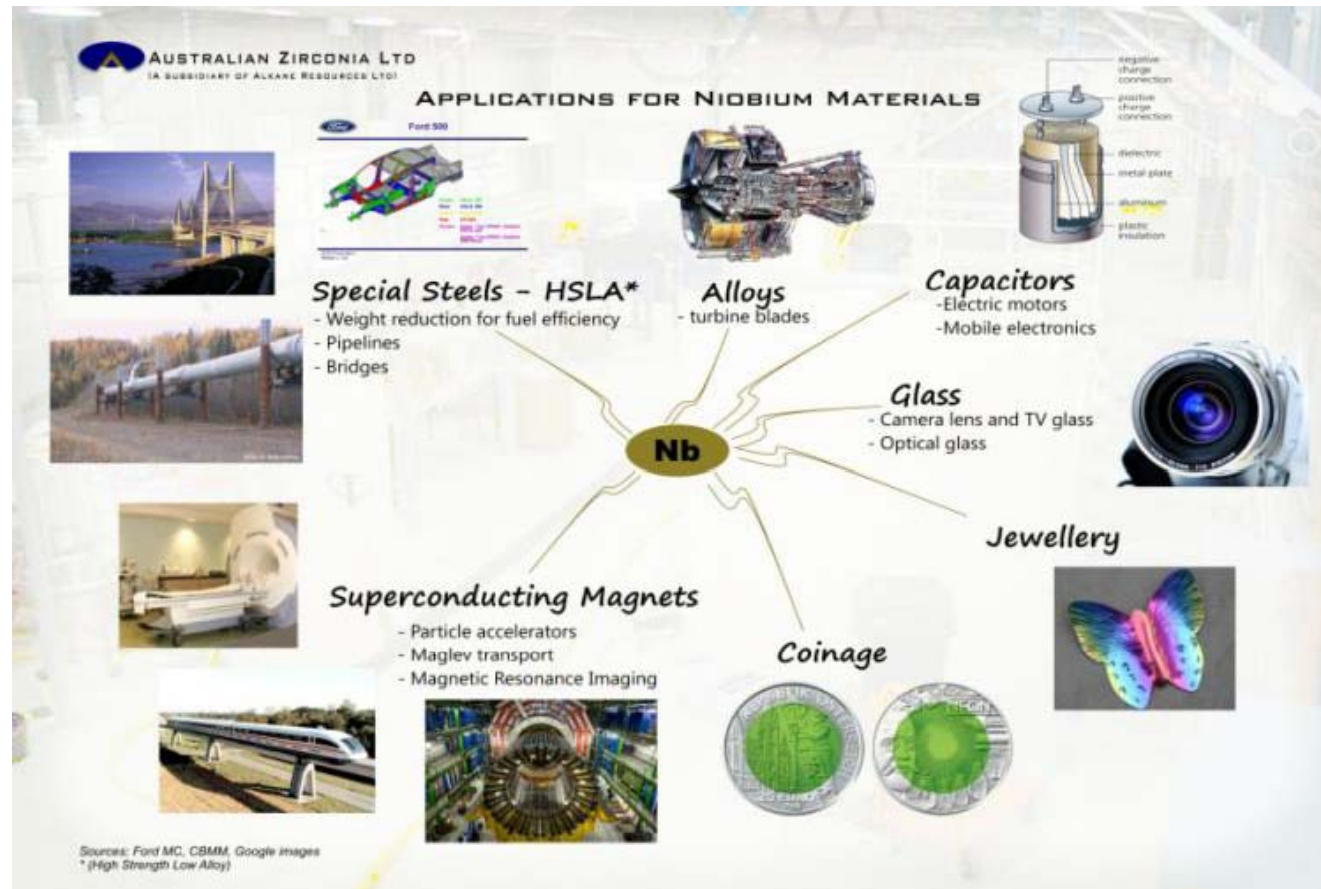 AUSTRALIAN ZIRCONIA LTD
(A SUBSIDIARY OF ALKANE RESOURCES LTD)
APPLICATIONS FOR NIOBIUM MATERIALS
Ford
Ford 500
negative
charge
connection
positive
charge
connection
dielectric
metal plate
aluminum
plastic
insulation
Special Steels - HSLA*
- Weight reduction for fuel efficiency
- Pipelines
- Bridges
Alloys
- turbine blades
Capacitors
-Electric motors
-Mobile electronics
Glass
- Camera lens and TV glass
- Optical glass
Nb
Jewellery
Superconducting Magnets
- Particle accelerators
- Maglev transport
- Magnetic Resonance Imaging
Coinage
Sources: Ford MC, CBMM, Google images
* (High Strength Low Alloy)